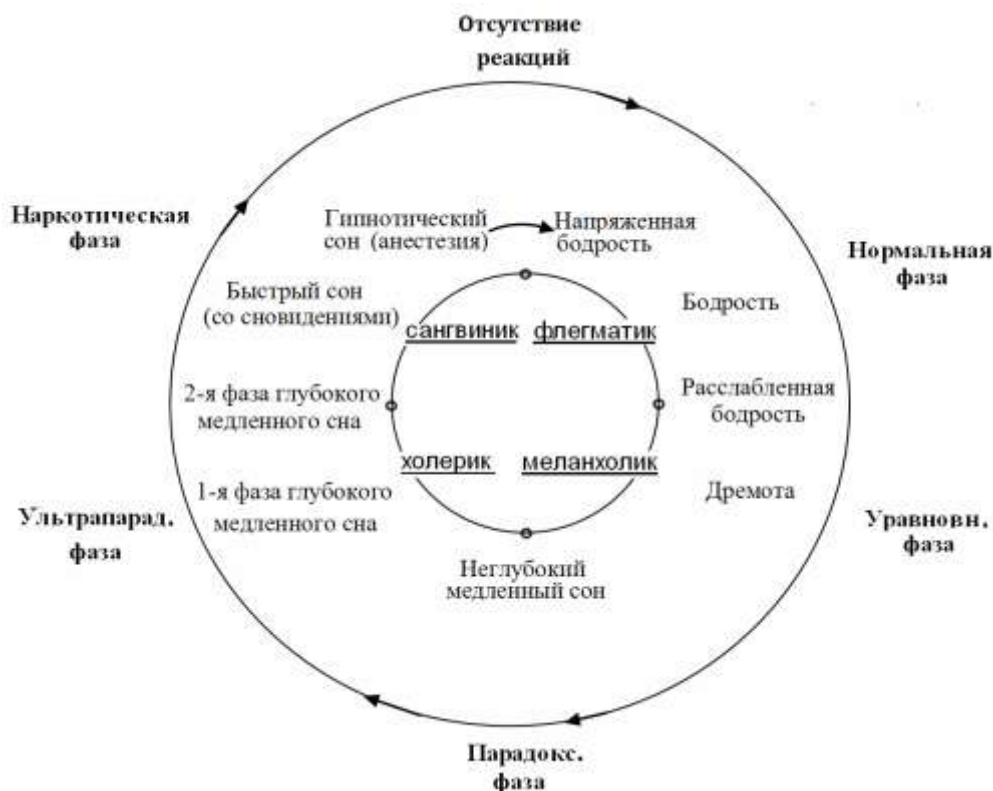 Отсутствие
реакций
Наркотическая
фаза
Гипнотический
сон (анестезия)
Напряженная
бодрость
Нормальная
фаза
Быстрый сон
(со сновидениями)
Бодрость
сангвиник
флегматик
2-я фаза глубокого
медленного сна
Расслабленная
бодрость
холерик
меланхолик
1-я фаза глубокого
медленного сна
Дремота
Ультрапарад.
фаза
Уравновн.
фаза
Неглубокий
медленный сон
Парадокс.
фаза